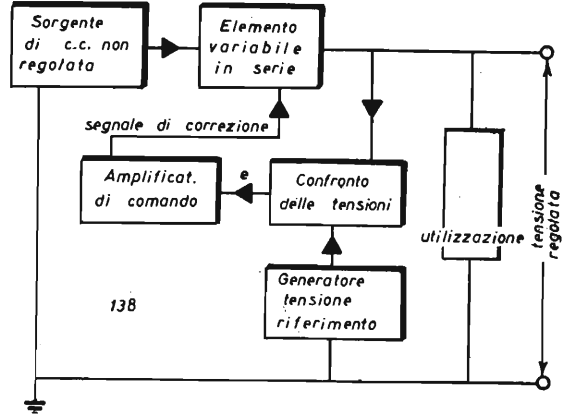 Sorgente
di c.c. non
regolata
Elemento
variabile
in serie
segnale di correzione
Amplificat.
di comando
e
Confronto
delle tensioni
utilizzazione
tensione
regolata
Generatore
tensione
riferimento
138